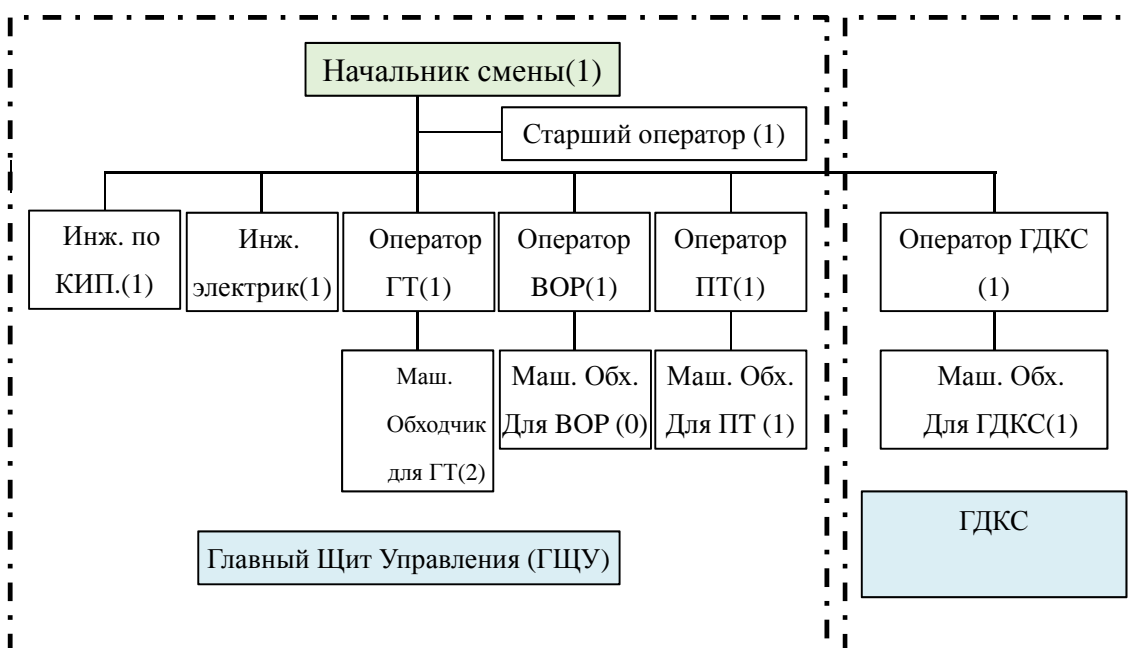 Начальник смены(1)
Старший оператор (1)
Инж. по
КИП.(1)
Инж.
электрик(1)
Оператор
ГТ(1)
Оператор
ВОР(1)
Оператор
ПТ(1)
Оператор ГДКС
(1)
Маш.
Обходчик
для ГТ(2)
Маш. Обх.
Для ВОР (0)
Маш. Обх.
Для ПТ (1)
Маш. Обх.
Для ГДКС(1)
Главный Щит Управления (ГЩУ)
ГДКС